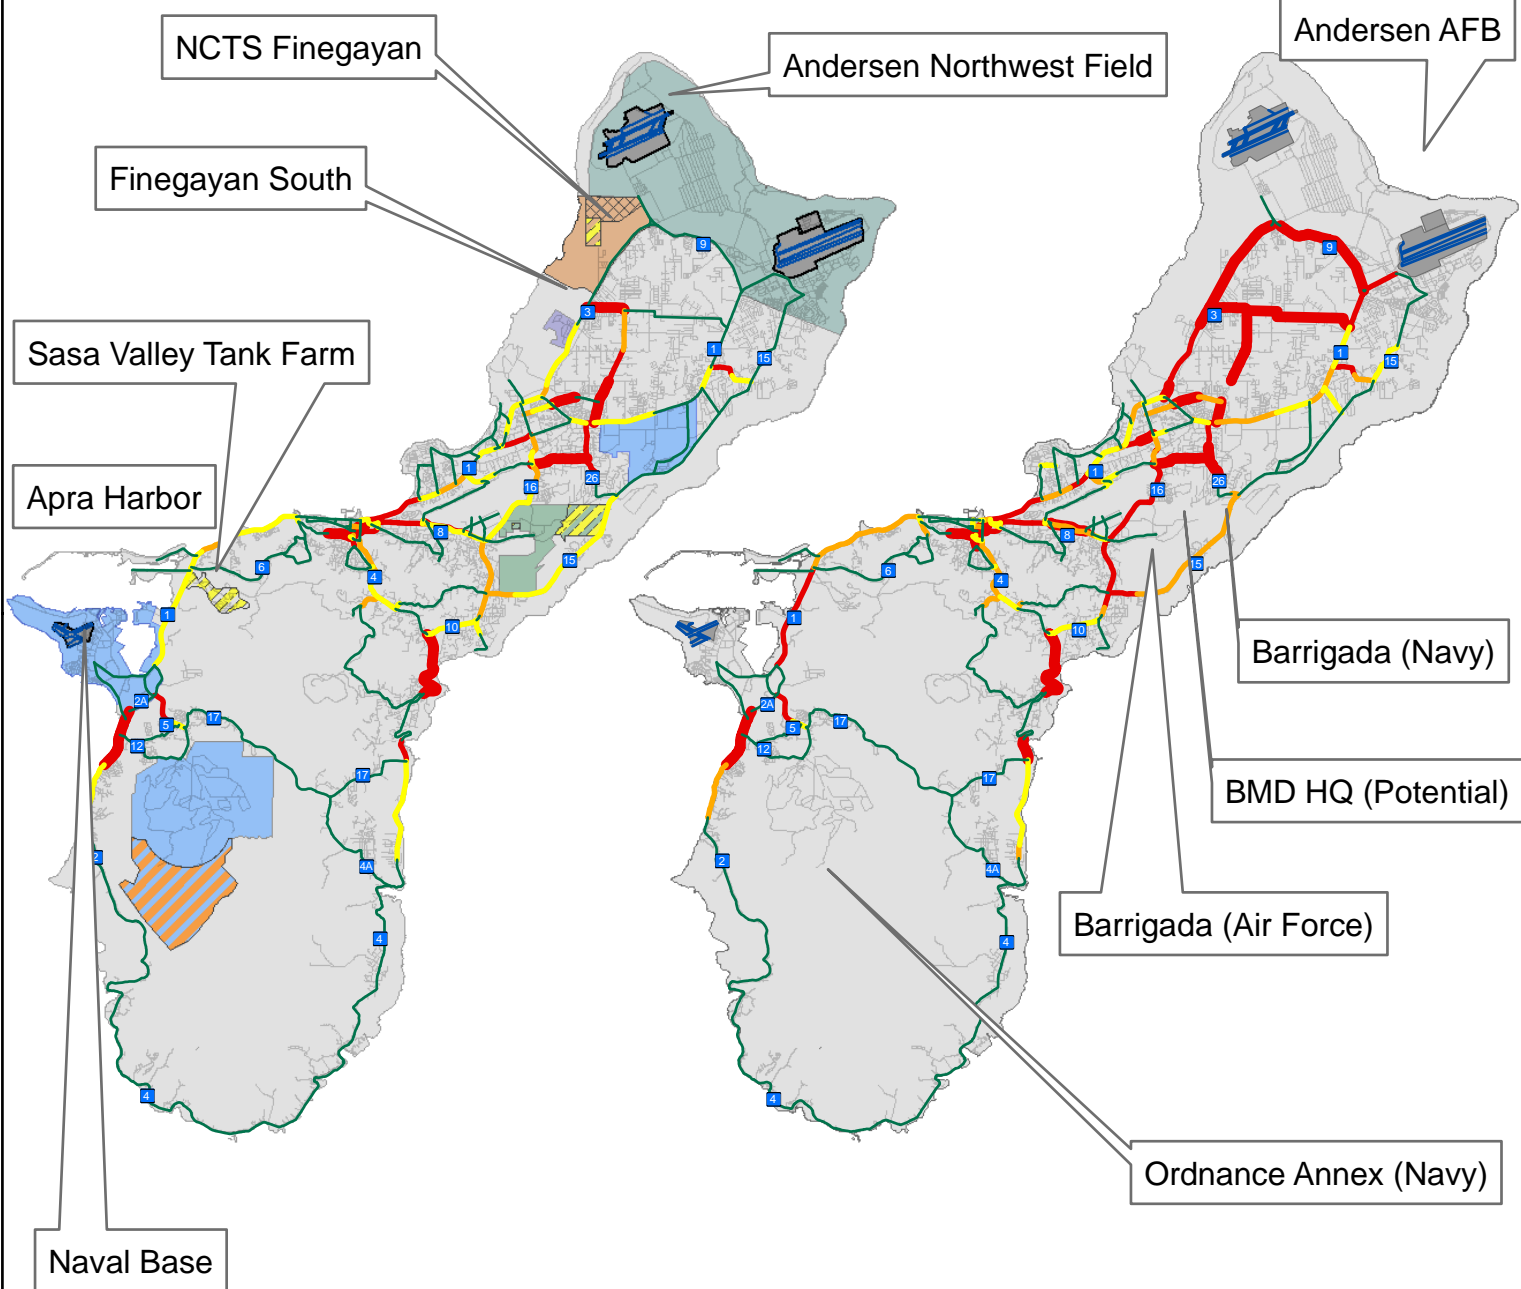 Andersen AFB
NCTS Finegayan
Andersen Northwest Field
Finegayan South
Sasa Valley Tank Farm
Apra Harbor
Barrigada (Navy)
BMD HQ (Potential)
Barrigada (Air Force)
Ordnance Annex (Navy)
Naval Base
9
3
1
15
1
26
16
8
15
6
4
1
10
2A
5
17
12
17
2
4A
4
4
9
3
1
15
1
26
16
8
15
6
4
1
10
2A
5
17
12
17
2
4A
4
4